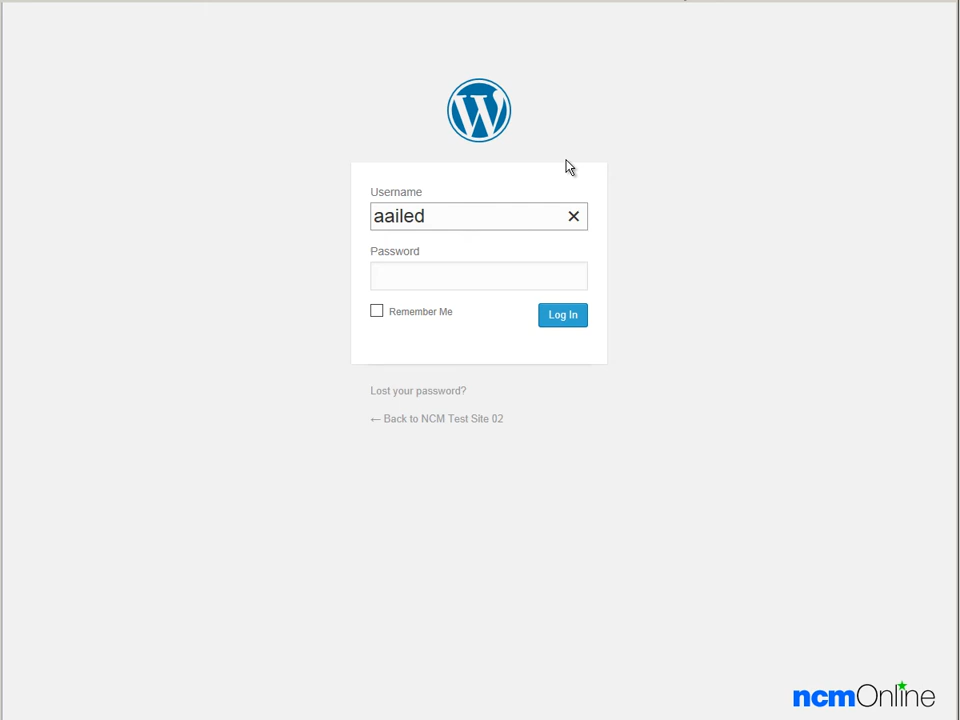 Username
aailed
Password
Remember Me
Log In
Lost your password?
← Back to NCM Test Site 02
ncmOnline